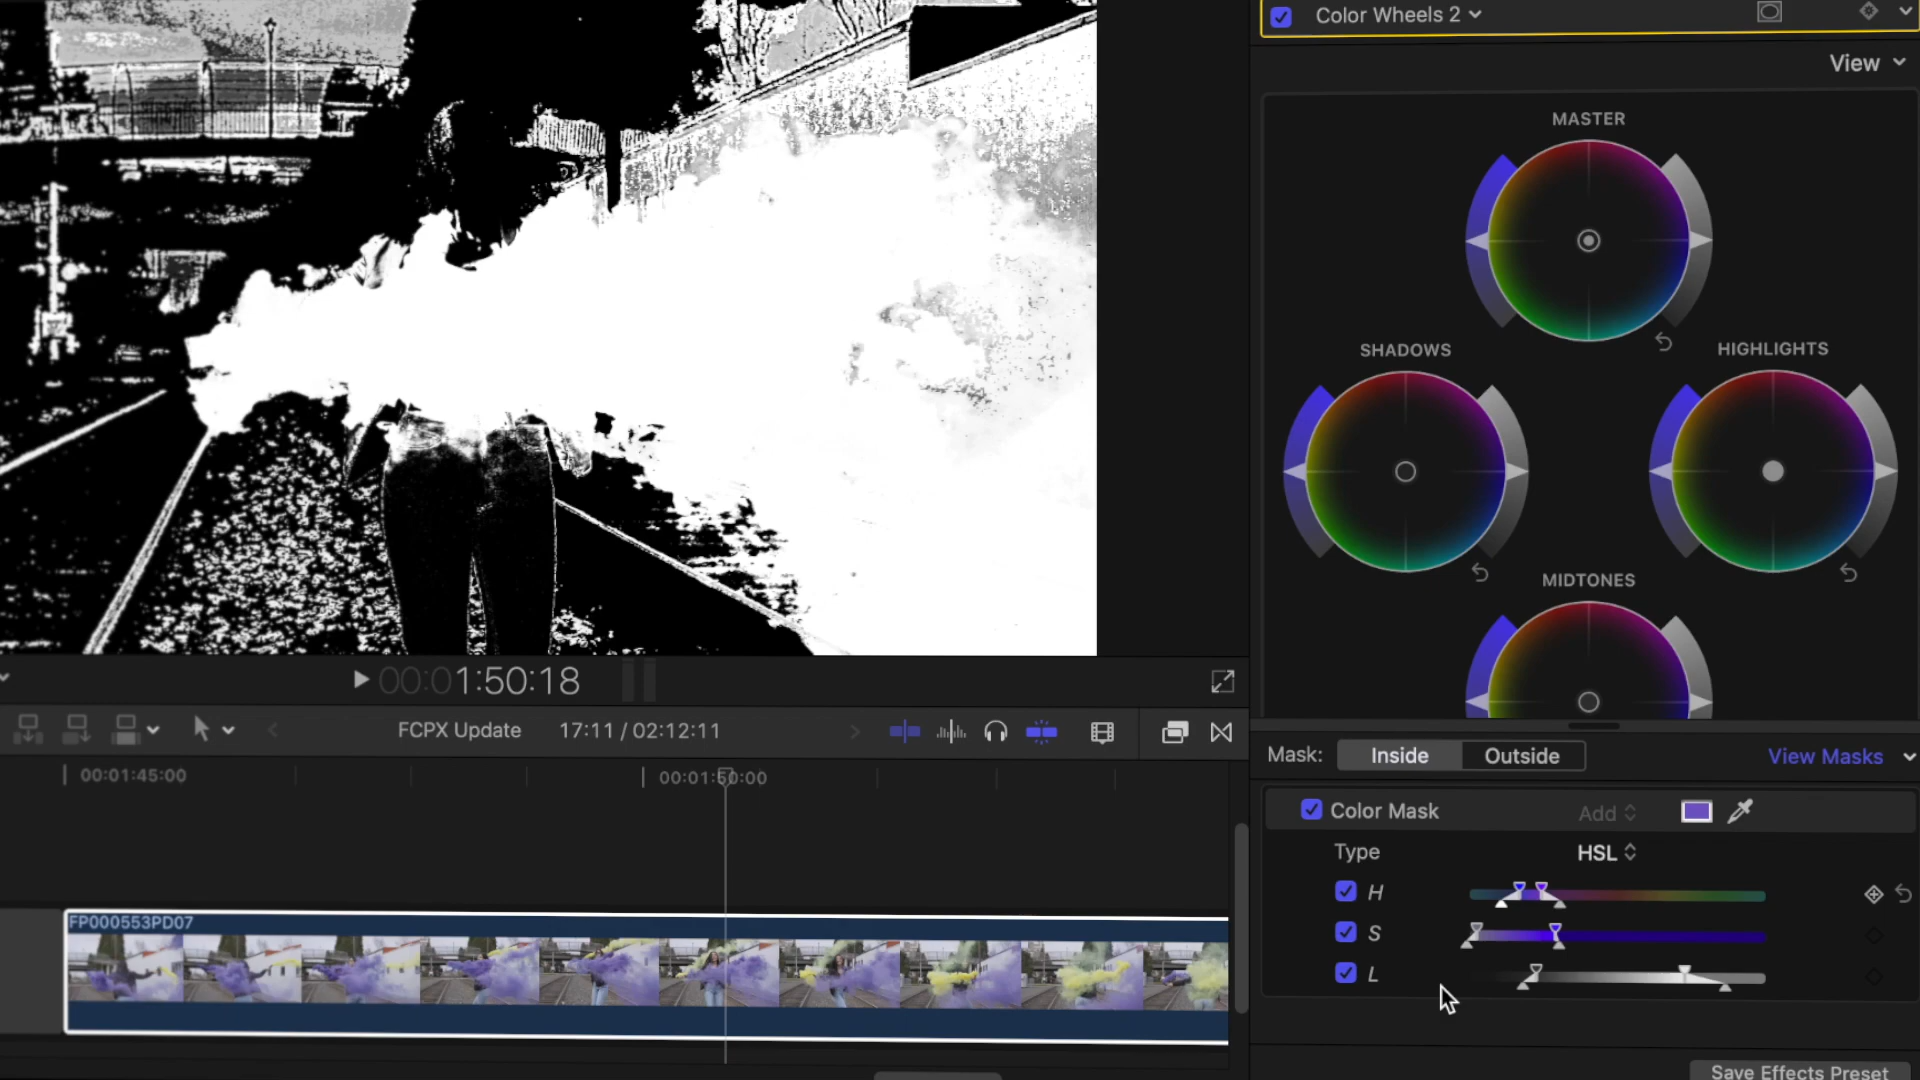 Color Wheels 2
View
MASTER
SHADOWS
HIGHLIGHTS
MIDTONES
00:01:50:18
FCPX Update
17:11 / 02:12:11
00:01:45:00
00:01:50:00
Mask:
Inside
Outside
View Masks
Color Mask
Add
Type
HSL
H
S
L
FP000553PD07
Save Effects Preset